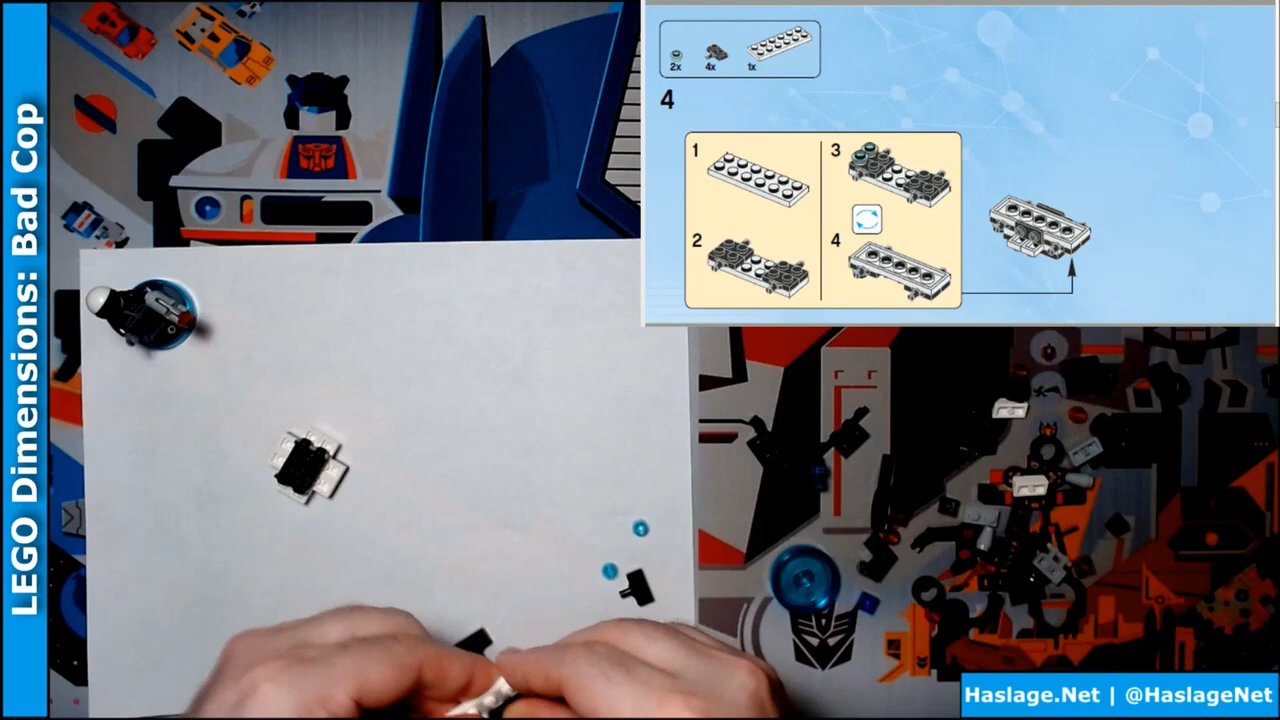 LEGO Dimensions: Bad Cop
2x 4x 1x
4
1 3
2 4
Haslage.Net | @HaslageNet